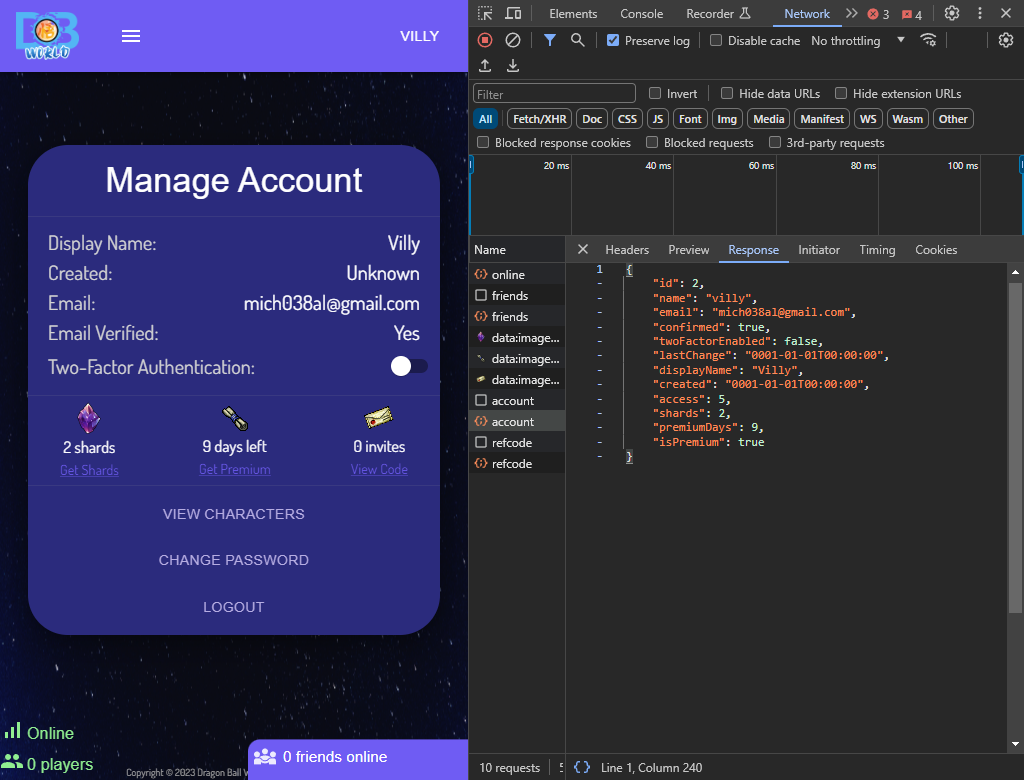 DBB
WORLD
VILLY
Manage Account
Display Name: Villy
Created: Unknown
Email: mich038al@gmail.com
Email Verified: Yes
Two-Factor Authentication:
2 shards
Get Shards
9 days left
Get Premium
0 invites
View Code
VIEW CHARACTERS
CHANGE PASSWORD
LOGOUT
Online
0 players
Copyright © 2023 Dragon Ball W
0 friends online
Elements Console Recorder Network 3 4
Preserve log Disable cache No throttling
Filter Invert Hide data URLs Hide extension URLs
All Fetch/XHR Doc CSS JS Font Img Media Manifest WS Wasm Other
Blocked response cookies Blocked requests 3rd-party requests
20 ms 40 ms 60 ms 80 ms 100 ms
Name
online
friends
friends
data:image...
data:image...
data:image...
account
account
refcode
refcode
Headers Preview Response Initiator Timing Cookies
1 {
- "id": 2,
- "name": "villy",
- "email": "mich038al@gmail.com",
- "confirmed": true,
- "twoFactorEnabled": false,
- "lastChange": "0001-01-01T00:00:00",
- "displayName": "Villy",
- "created": "0001-01-01T00:00:00",
- "access": 5,
- "shards": 2,
- "premiumDays": 9,
- "isPremium": true
- }
10 requests
{ } Line 1, Column 240